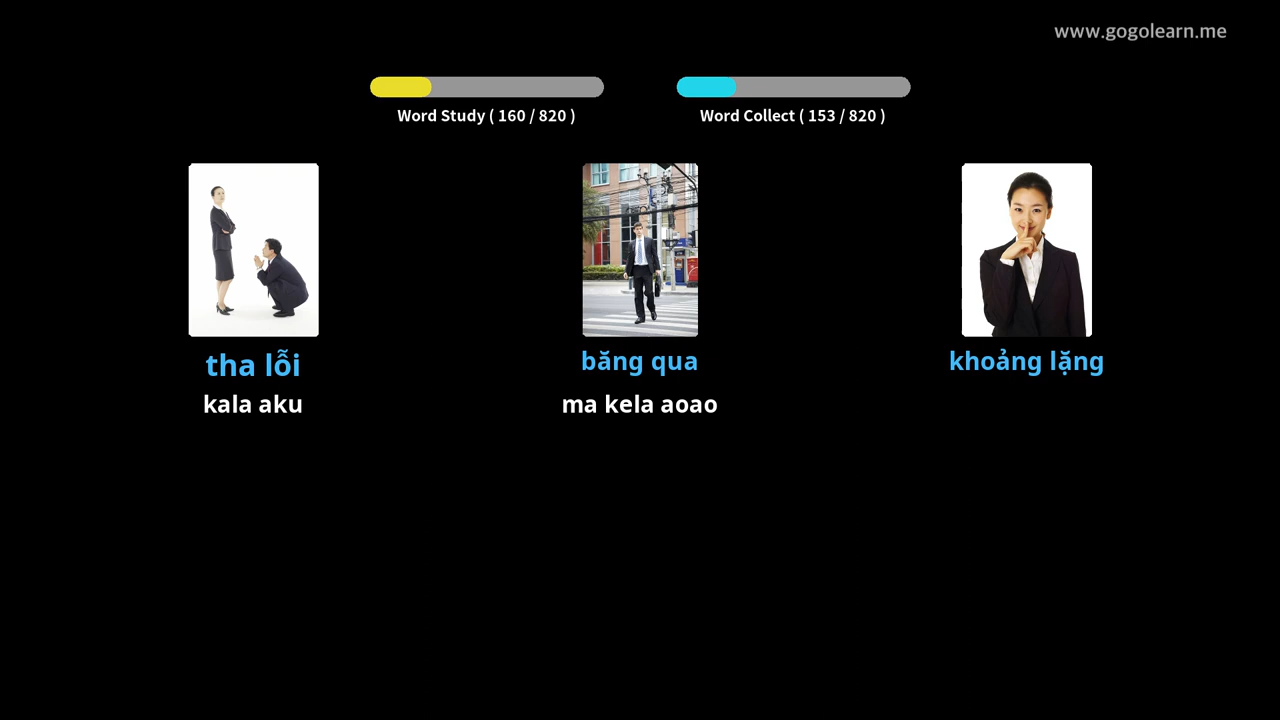 www.gogolearn.me
Word Study ( 160 / 820 )
Word Collect ( 153 / 820 )
tha lỗi
băng qua
khoảng lặng
kala aku
ma kela aoao